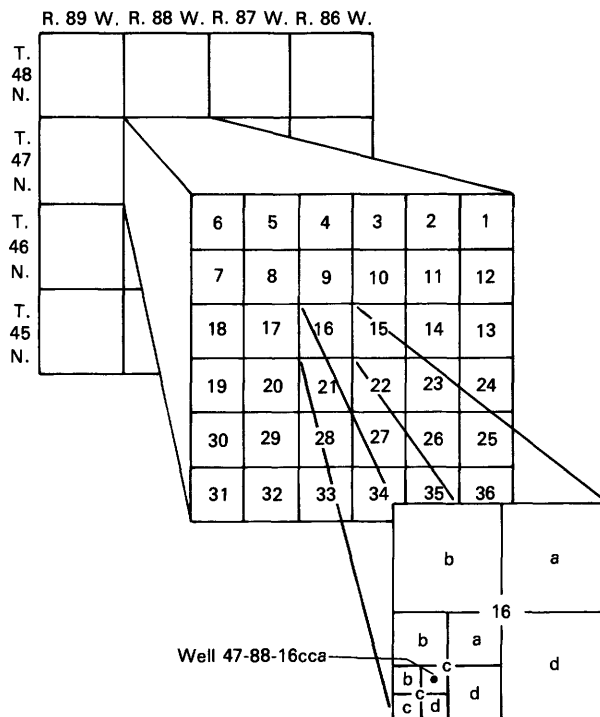 R. 89 W. R. 88 W. R. 87 W. R. 86 W.
T.
48
N.
T.
47
N.
T.
46
N.
T.
45
N.
6 5 4 3 2 1
7 8 9 10 11 12
18 17 16 15 14 13
19 20 21 22 23 24
30 29 28 27 26 25
31 32 33 34 35 36
b a
16
b a
d
Well 47-88-16cca
c
b
d
c
c d